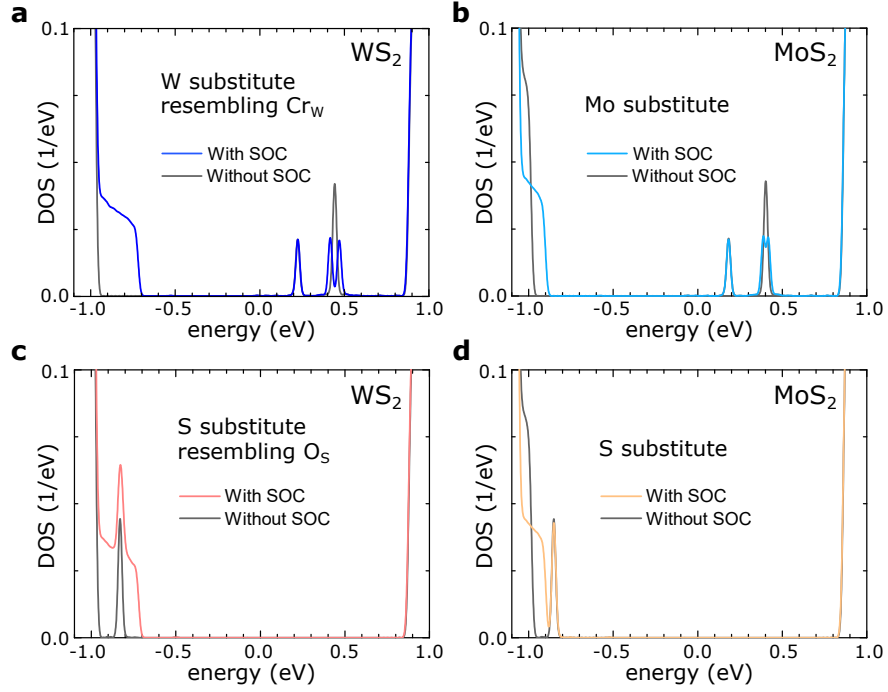 a
WS2
W substitute
resembling CrW
With SOC
Without SOC
DOS (1/eV)
0.1
0.0
-1.0 -0.5 0.0 0.5 1.0
energy (eV)
b
MoS2
Mo substitute
With SOC
Without SOC
DOS (1/eV)
0.1
0.0
-1.0 -0.5 0.0 0.5 1.0
energy (eV)
c
WS2
S substitute
resembling OS
With SOC
Without SOC
DOS (1/eV)
0.1
0.0
-1.0 -0.5 0.0 0.5 1.0
energy (eV)
d
MoS2
S substitute
With SOC
Without SOC
DOS (1/eV)
0.1
0.0
-1.0 -0.5 0.0 0.5 1.0
energy (eV)